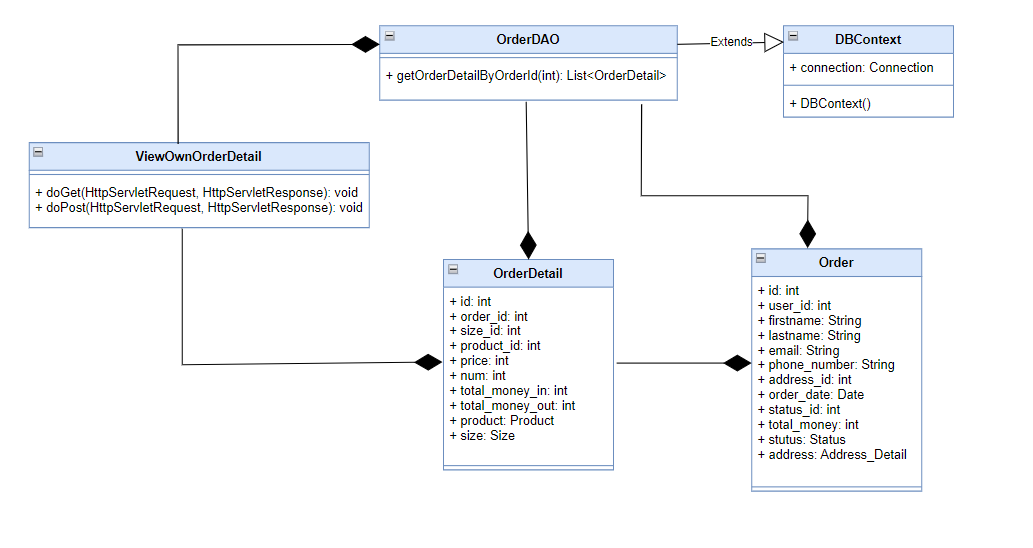 OrderDAO
+ getOrderDetailByOrderId(int): List<OrderDetail>
Extends
DBContext
+ connection: Connection
+ DBContext()
ViewOwnOrderDetail
+ doGet(HttpServletRequest, HttpServletResponse): void
+ doPost(HttpServletRequest, HttpServletResponse): void
OrderDetail
+ id: int
+ order_id: int
+ size_id: int
+ product_id: int
+ price: int
+ num: int
+ total_money_in: int
+ total_money_out: int
+ product: Product
+ size: Size
Order
+ id: int
+ user_id: int
+ firstname: String
+ lastname: String
+ email: String
+ phone_number: String
+ address_id: int
+ order_date: Date
+ status_id: int
+ total_money: int
+ stutus: Status
+ address: Address_Detail